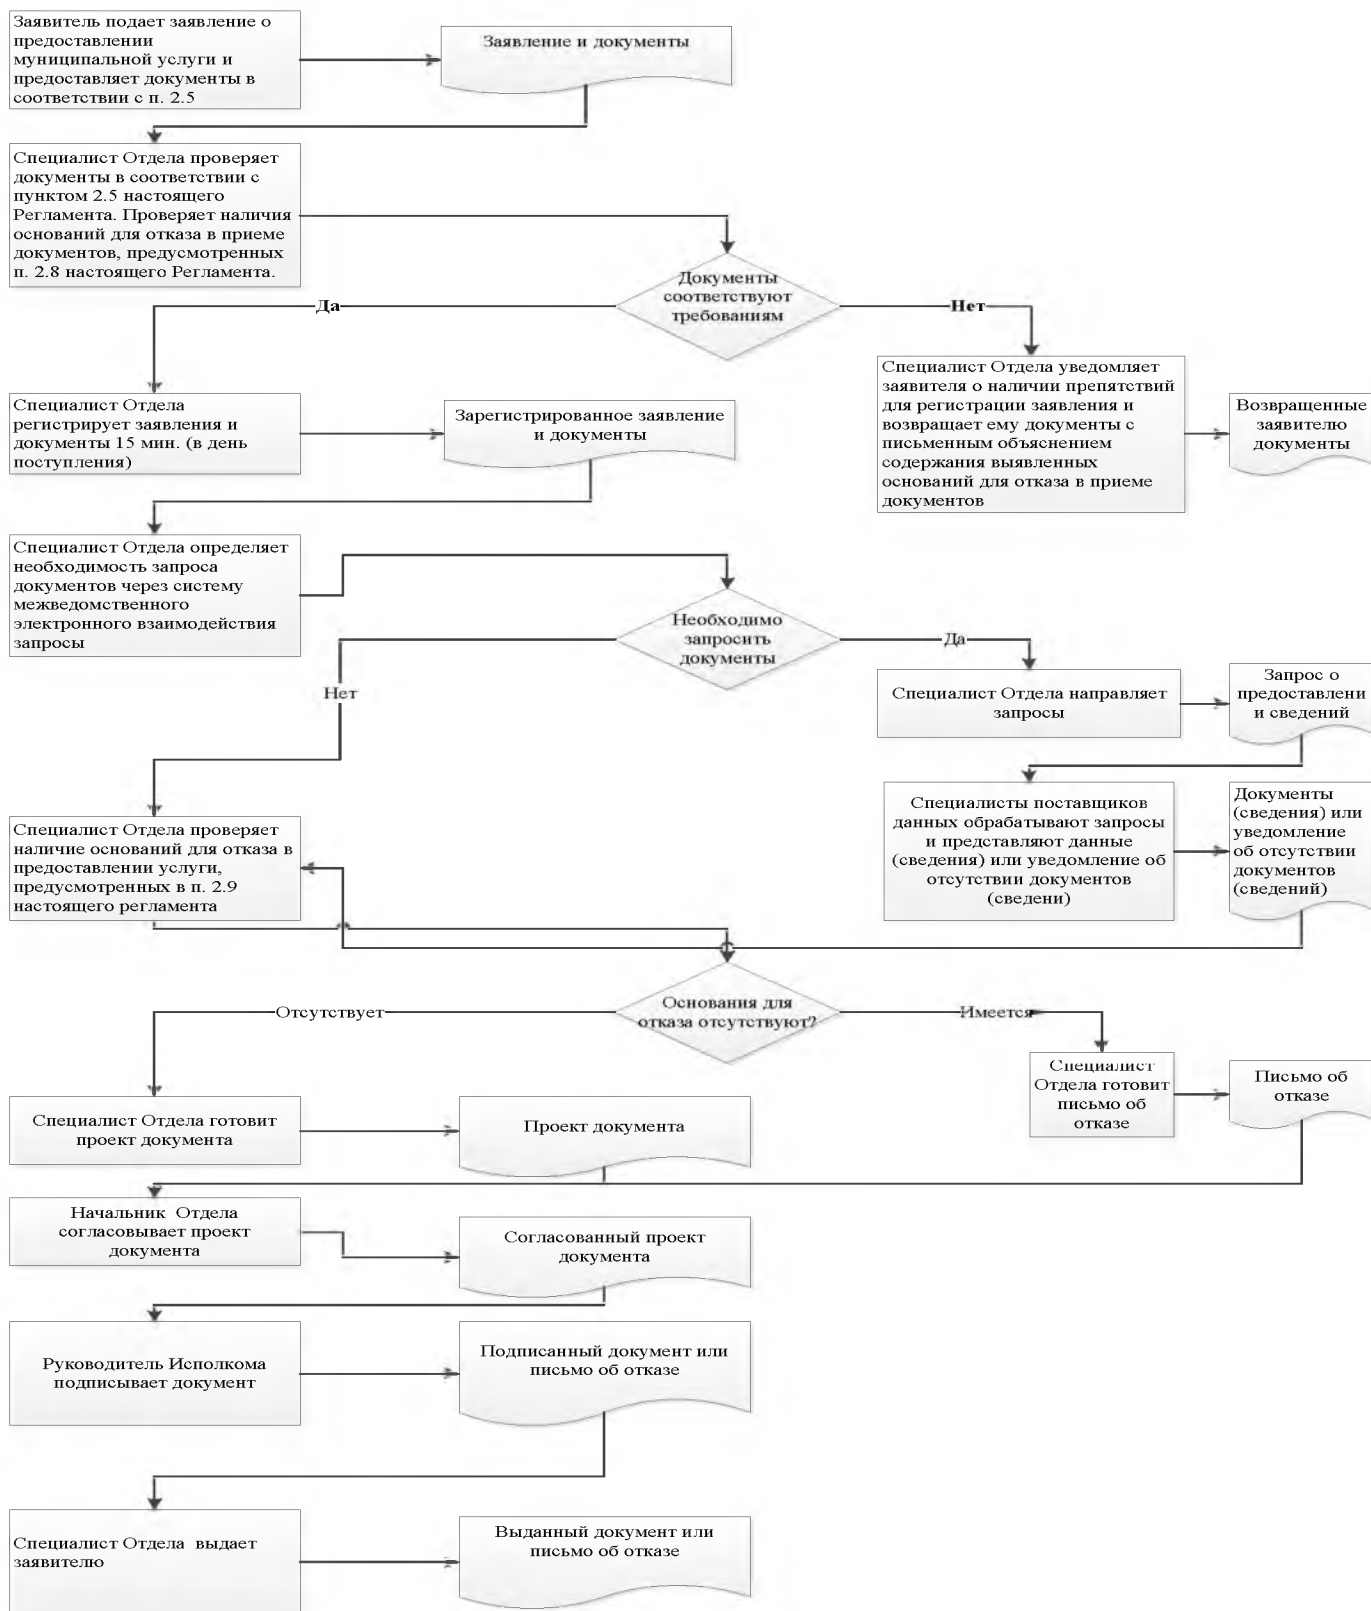 Заявитель подает заявление о
предоставлении
муниципальной услуги и
предоставляет документы в
соответствии с п. 2.5
Заявление и документы
Специалист Отдела проверяет
документы в соответствии с
пунктом 2.5 настоящего
Регламента. Проверяет наличия
оснований для отказа в приеме
документов, предусмотренных
п. 2.8 настоящего Регламента.
Документы
соответствуют
требованиям
Да
Нет
Специалист Отдела
регистрирует заявления и
документы 15 мин. (в день
поступления)
Зарегистрированное заявление
и документы
Специалист Отдела уведомляет
заявителя о наличии препятствий
для регистрации заявления и
возвращает ему документы с
письменным объяснением
содержания выявленных
оснований для отказа в приеме
документов
Возвращенные
заявителю
документы
Специалист Отдела определяет
необходимость запроса
документов через систему
межведомственного
электронного взаимодействия
запросы
Необходимо
запросить
документы
Да
Нет
Специалист Отдела направляет
запросы
Запрос о
предоставлени
и сведений
Специалисты поставщиков
данных обрабатывают запросы
и представляют данные
(сведения) или уведомление об
отсутствии документов
(сведени)
Документы
(сведения) или
уведомление
об отсутствии
документов
(сведений)
Специалист Отдела проверяет
наличие оснований для отказа в
предоставлении услуги,
предусмотренных в п. 2.9
настоящего регламента
Основания для
отказа отсутствуют?
Отсутствует
Имеется
Специалист
Отдела готовит
письмо об
отказе
Письмо об
отказе
Специалист Отдела готовит
проект документа
Проект документа
Начальник Отдела
согласовывает проект
документа
Согласованный проект
документа
Руководитель Исполкома
подписывает документ
Подписанный документ или
письмо об отказе
Специалист Отдела выдает
заявителю
Выданный документ или
письмо об отказе